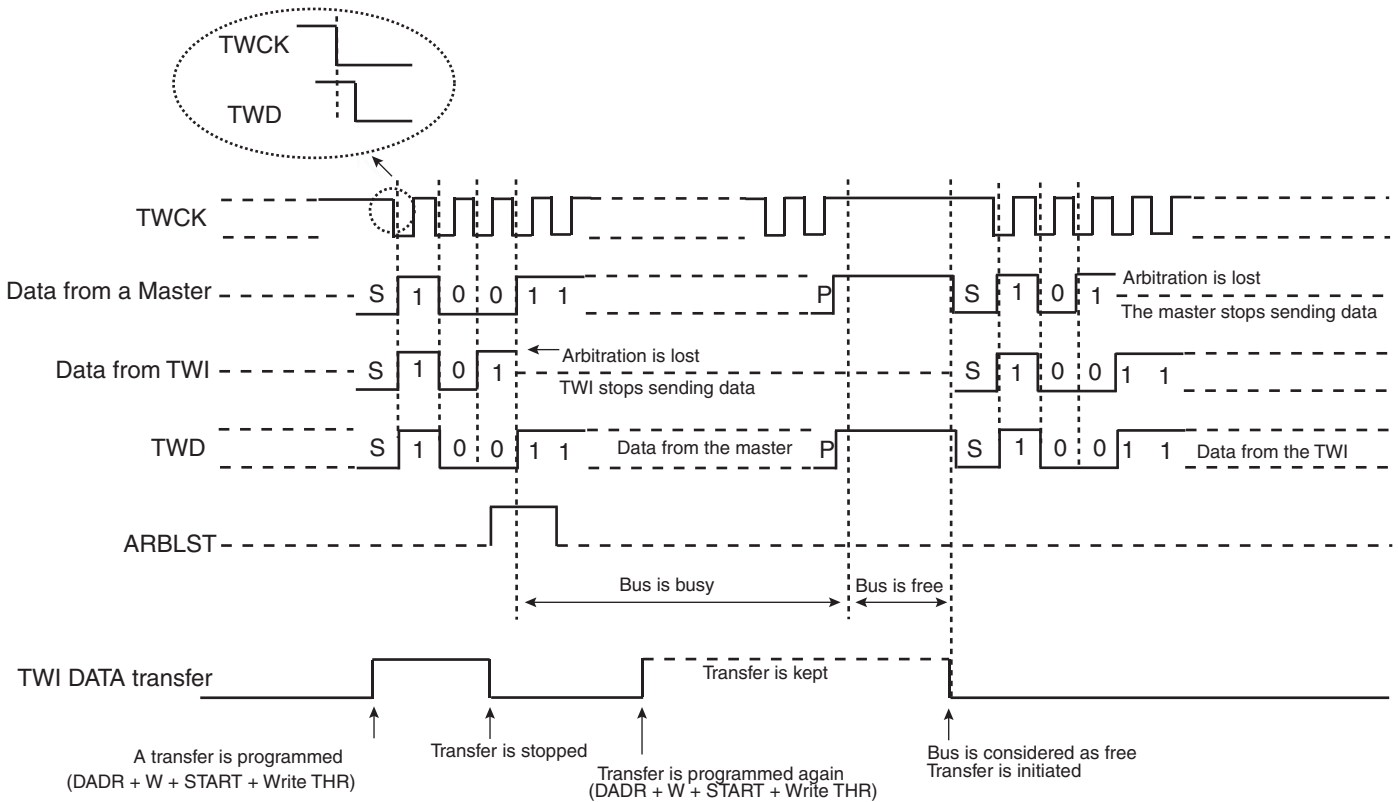 TWCK
TWD
TWCK
Data from a Master S 1 0 0 1 1 P S 1 0 1 Arbitration is lost
The master stops sending data
Data from TWI S 1 0 1 Arbitration is lost S 1 0 0 1 1
TWI stops sending data
TWD S 1 0 0 1 1 Data from the master P S 1 0 0 1 1 Data from the TWI
ARBLST
Bus is busy Bus is free
TWI DATA transfer Transfer is kept
A transfer is programmed
(DADR + W + START + Write THR)
Transfer is stopped
Transfer is programmed again
(DADR + W + START + Write THR)
Bus is considered as free
Transfer is initiated